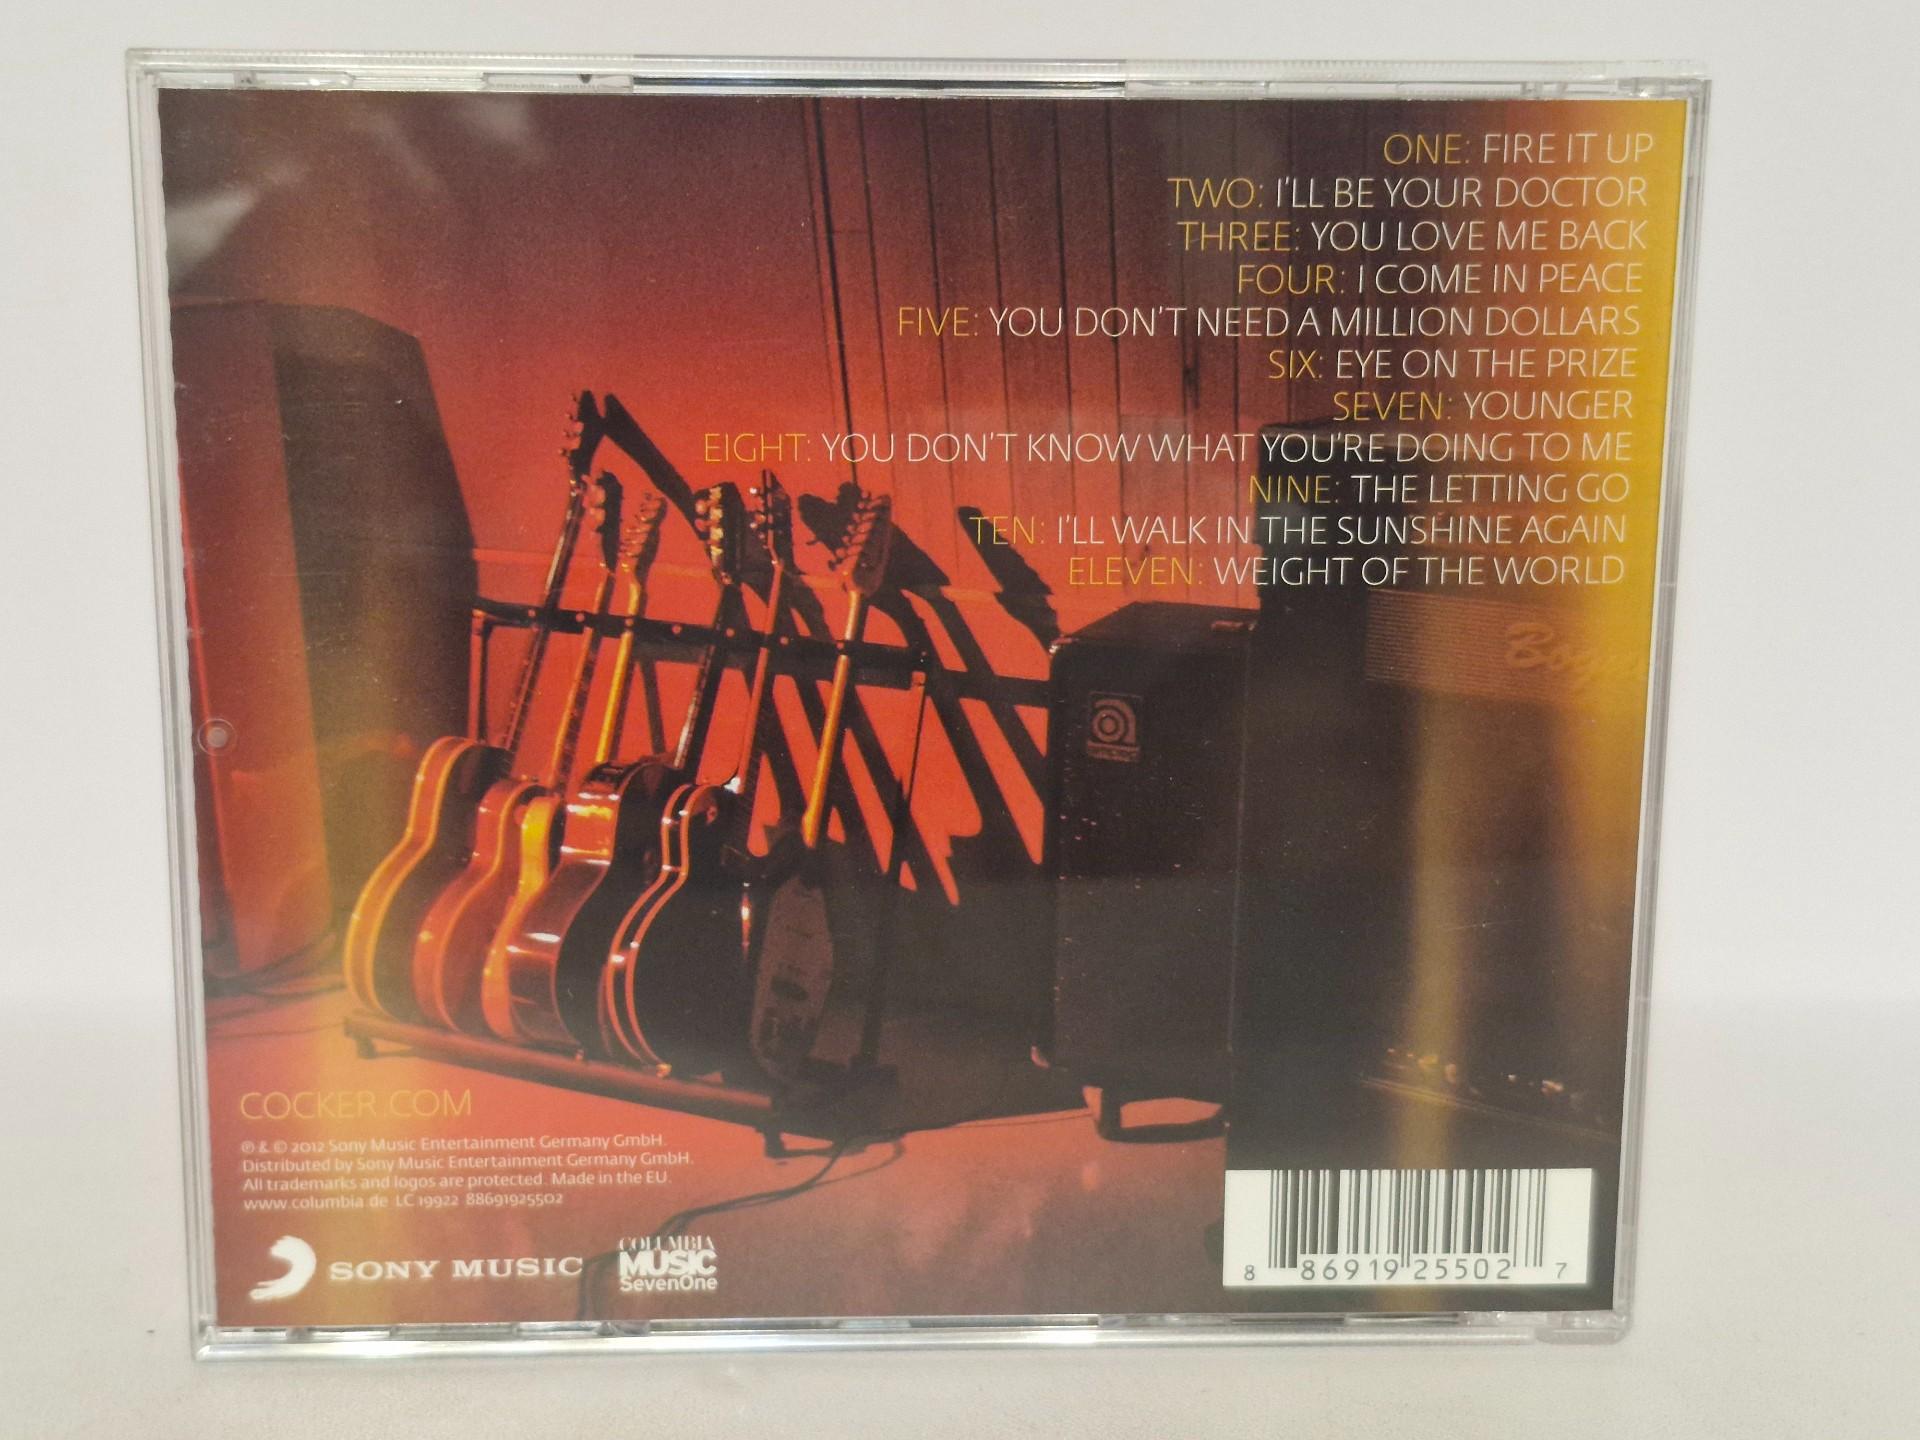 ONE: FIRE IT UP
TWO: I'LL BE YOUR DOCTOR
THREE: YOU LOVE ME BACK
FOUR: I COME IN PEACE
FIVE: YOU DON'T NEED A MILLION DOLLARS
SIX: EYE ON THE PRIZE
SEVEN: YOUNGER
EIGHT: YOU DON'T KNOW WHAT YOU'RE DOING TO ME
NINE: THE LETTING GO
TEN: I'LL WALK IN THE SUNSHINE AGAIN
ELEVEN: WEIGHT OF THE WORLD
COCKER.COM
℗ & © 2012 Sony Music Entertainment Germany GmbH.
Distributed by Sony Music Entertainment Germany GmbH.
All trademarks and logos are protected. Made in the EU.
www.columbia.de LC 19922 88691925502
SONY MUSIC
COLUMBIA
MUSIC
SevenOne
8 86919 25502 7